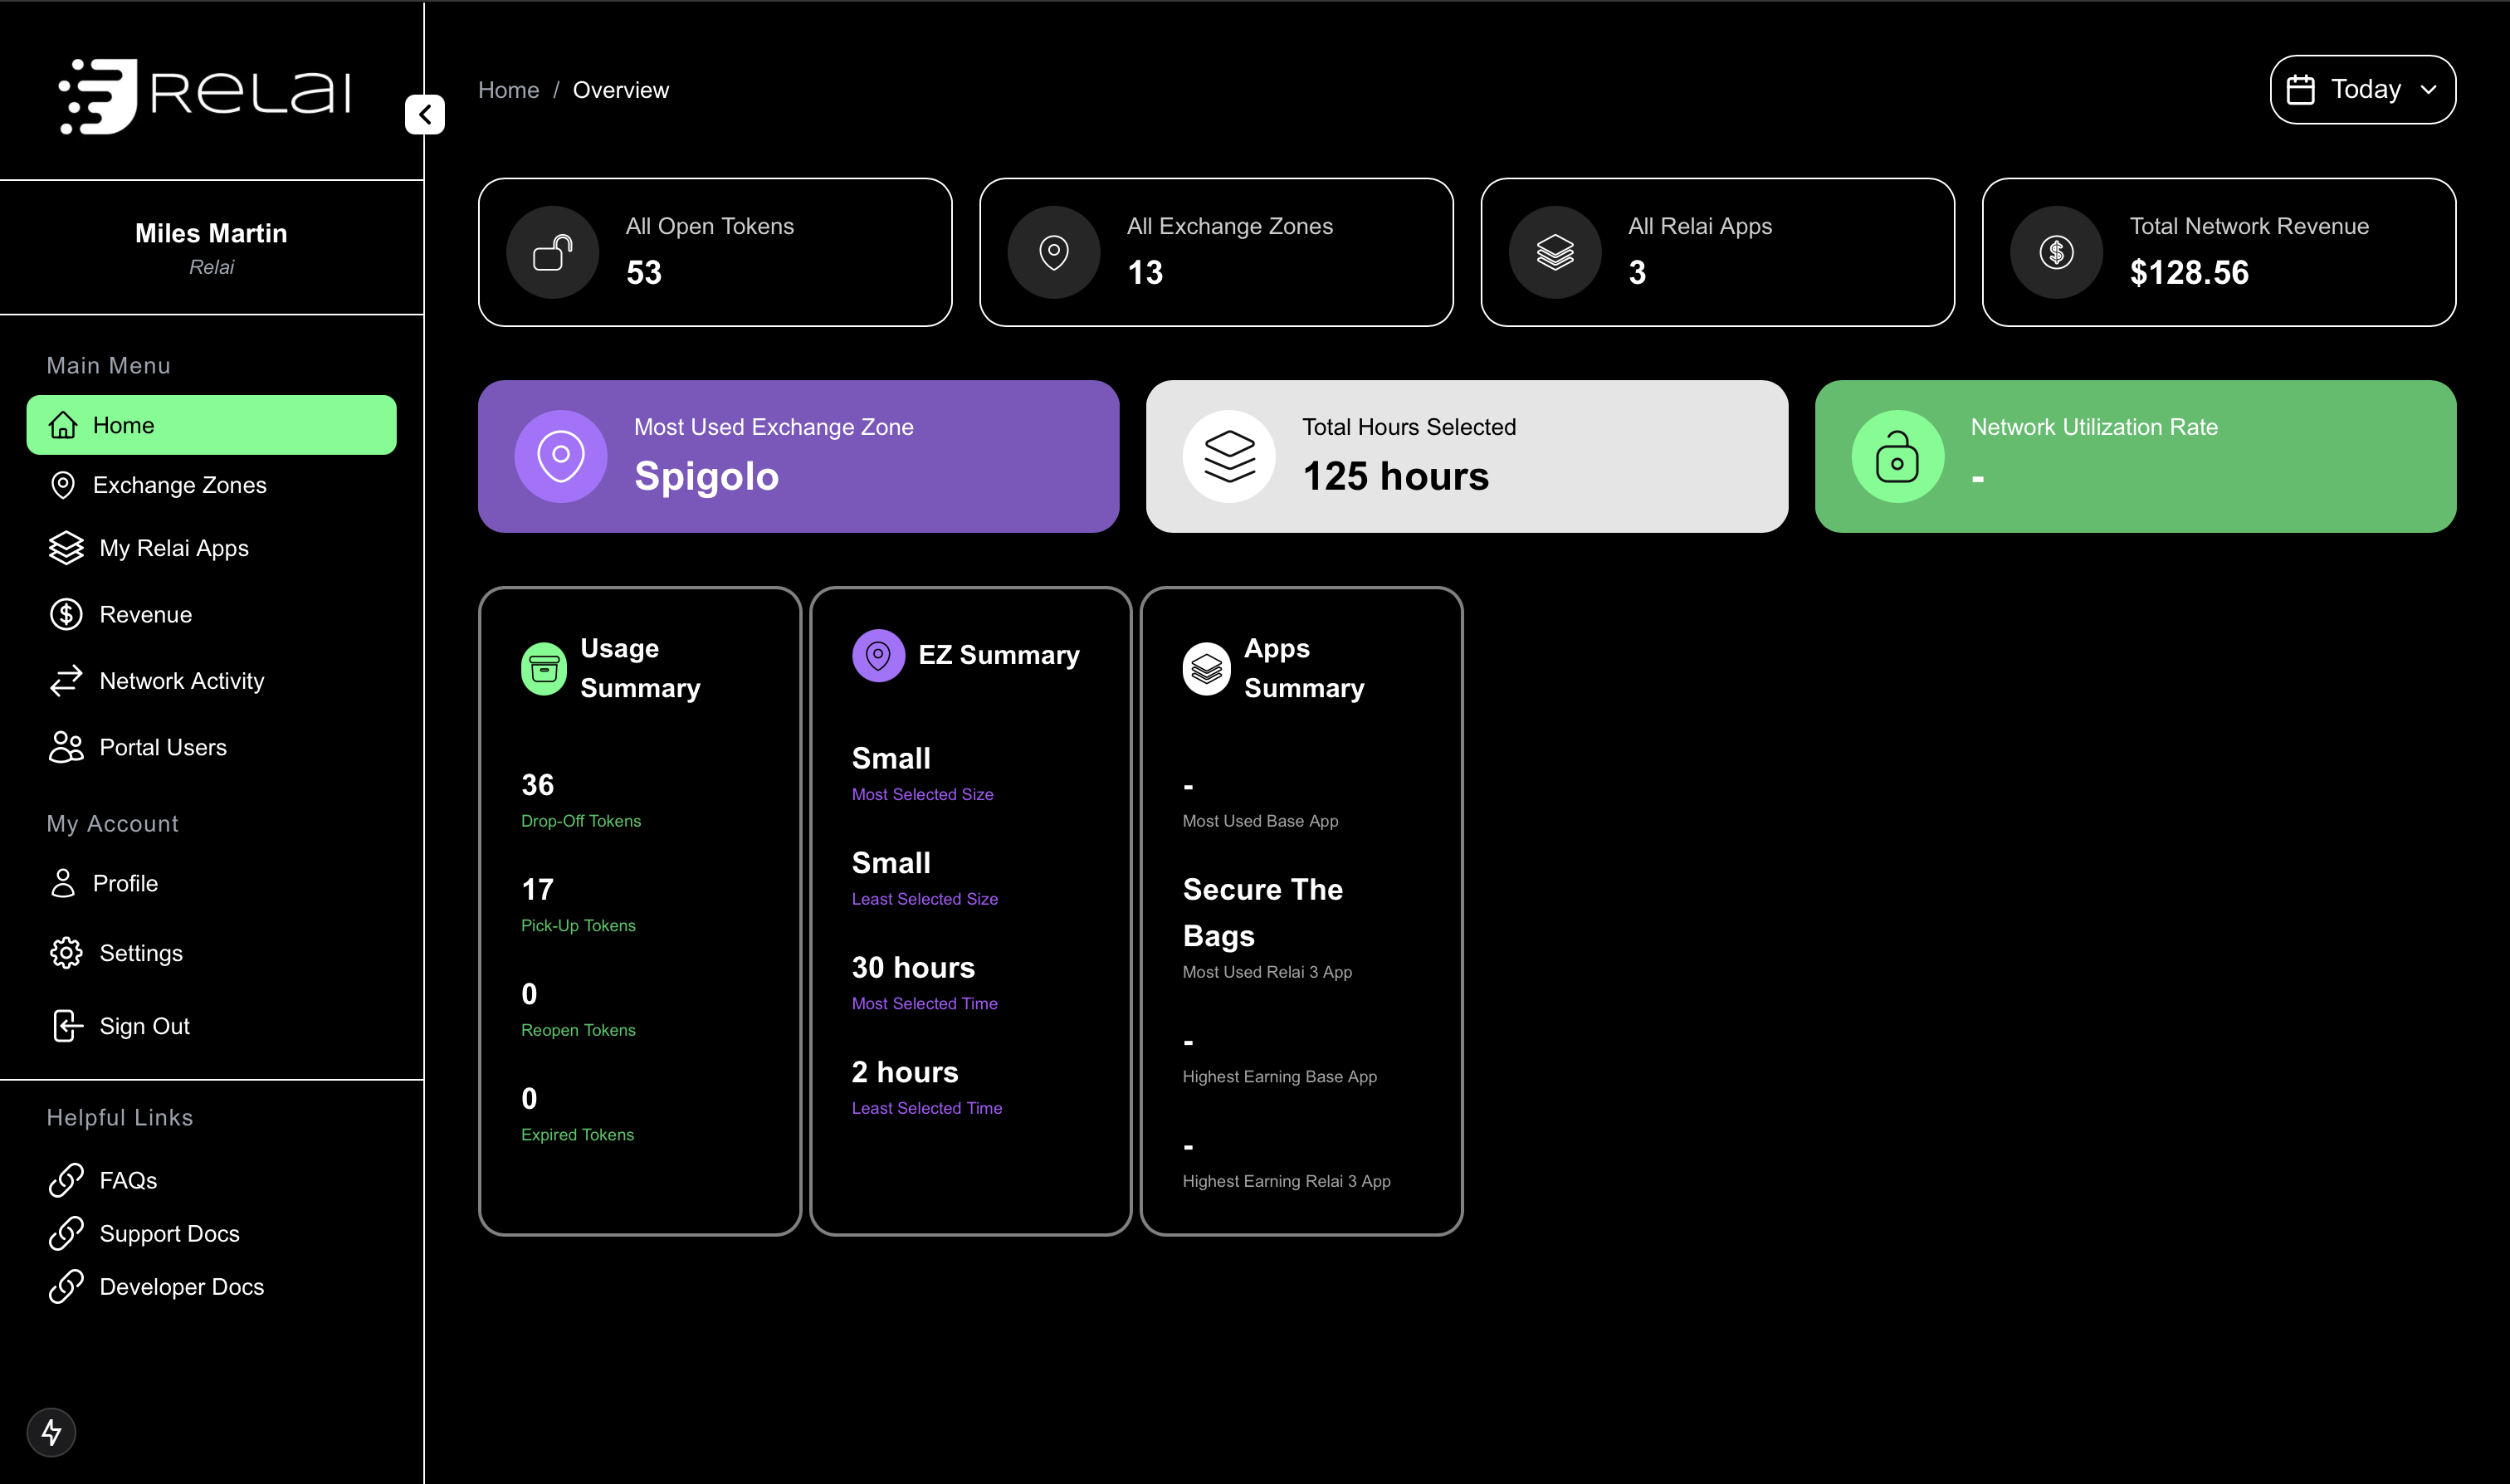 RELAI
Home / Overview
Today
Miles Martin
Relai
Main Menu
Home
Exchange Zones
My Relai Apps
Revenue
Network Activity
Portal Users
My Account
Profile
Settings
Sign Out
Helpful Links
FAQs
Support Docs
Developer Docs
All Open Tokens
53
All Exchange Zones
13
All Relai Apps
3
Total Network Revenue
$128.56
Most Used Exchange Zone
Spigolo
Total Hours Selected
125 hours
Network Utilization Rate
-
Usage
Summary
36
Drop-Off Tokens
17
Pick-Up Tokens
0
Reopen Tokens
0
Expired Tokens
EZ Summary
Small
Most Selected Size
Small
Least Selected Size
30 hours
Most Selected Time
2 hours
Least Selected Time
Apps
Summary
-
Most Used Base App
Secure The
Bags
Most Used Relai 3 App
-
Highest Earning Base App
-
Highest Earning Relai 3 App